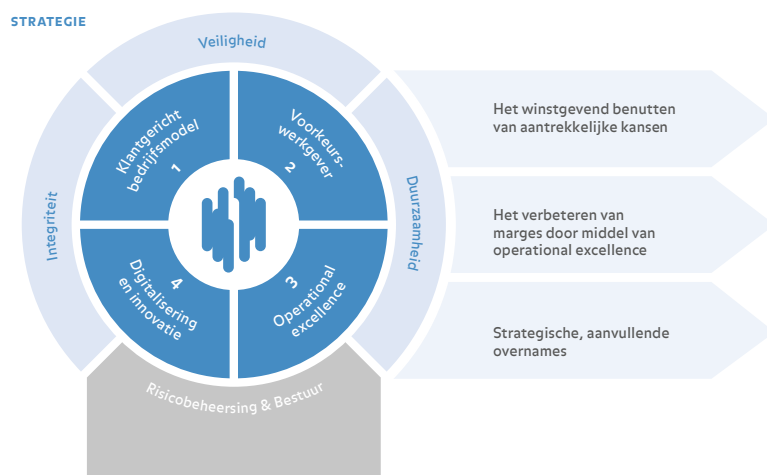 STRATEGIE
Veiligheid
Integriteit
Duurzaamheid
Klantgericht
bedrijfsmodel
1
Voorkeurs-
werkgever
2
3
Operational
excellence
4
Digitalisering
en innovatie
Risicobeheersing & Bestuur
Het winstgevend benutten
van aantrekkelijke kansen
Het verbeteren van
marges door middel van
operational excellence
Strategische, aanvullende
overnames